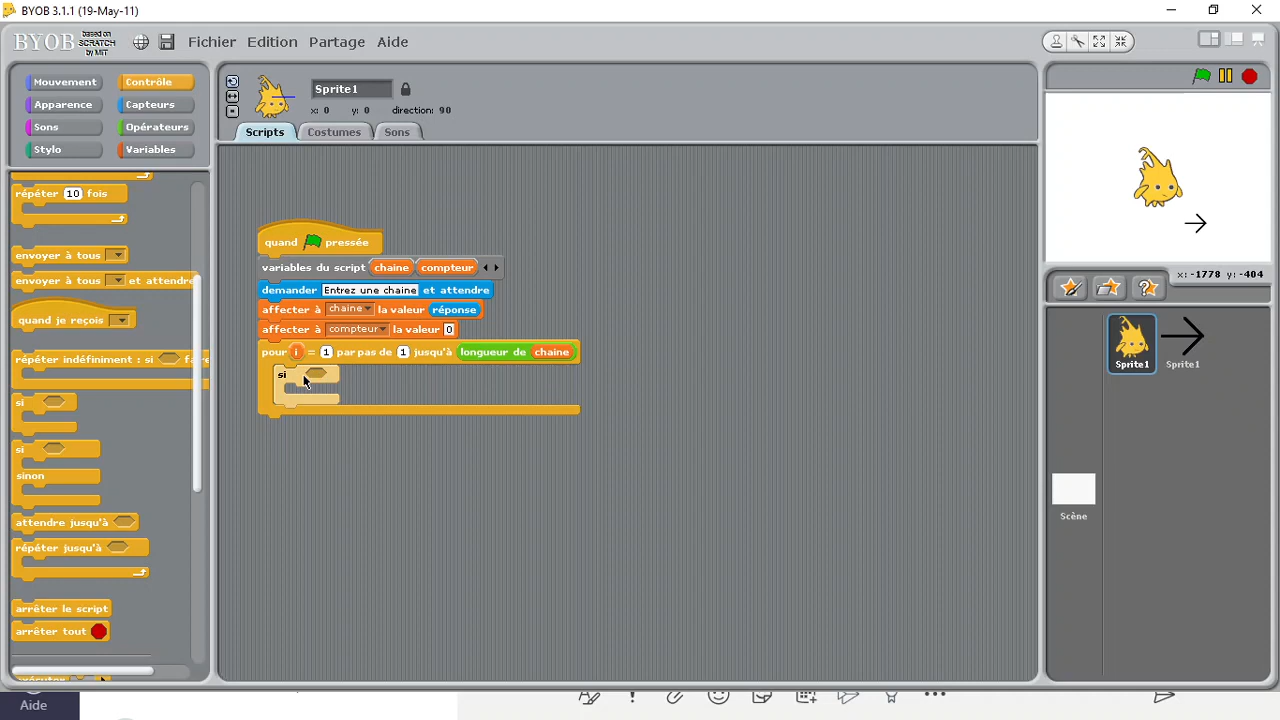 BYOB 3.1.1 (19-May-11)
BYOB based on SCRATCH by MIT Fichier Edition Partage Aide
Mouvement Contrôle
Apparence Capteurs
Sons Opérateurs
Stylo Variables
Sprite1
x: 0 y: 0 direction: 90
Scripts Costumes Sons
répéter 10 fois
envoyer à tous
envoyer à tous et attendre
quand je reçois
répéter indéfiniment : si
si
si
sinon
attendre jusqu'à
répéter jusqu'à
arrêter le script
arrêter tout
quand pressée
variables du script chaine compteur
demander Entrez une chaine et attendre
affecter à chaine la valeur réponse
affecter à compteur la valeur 0
pour i = 1 par pas de 1 jusqu'à longueur de chaine
si
x: -1778 y: -404
Sprite1 Sprite1
Scène
Aide